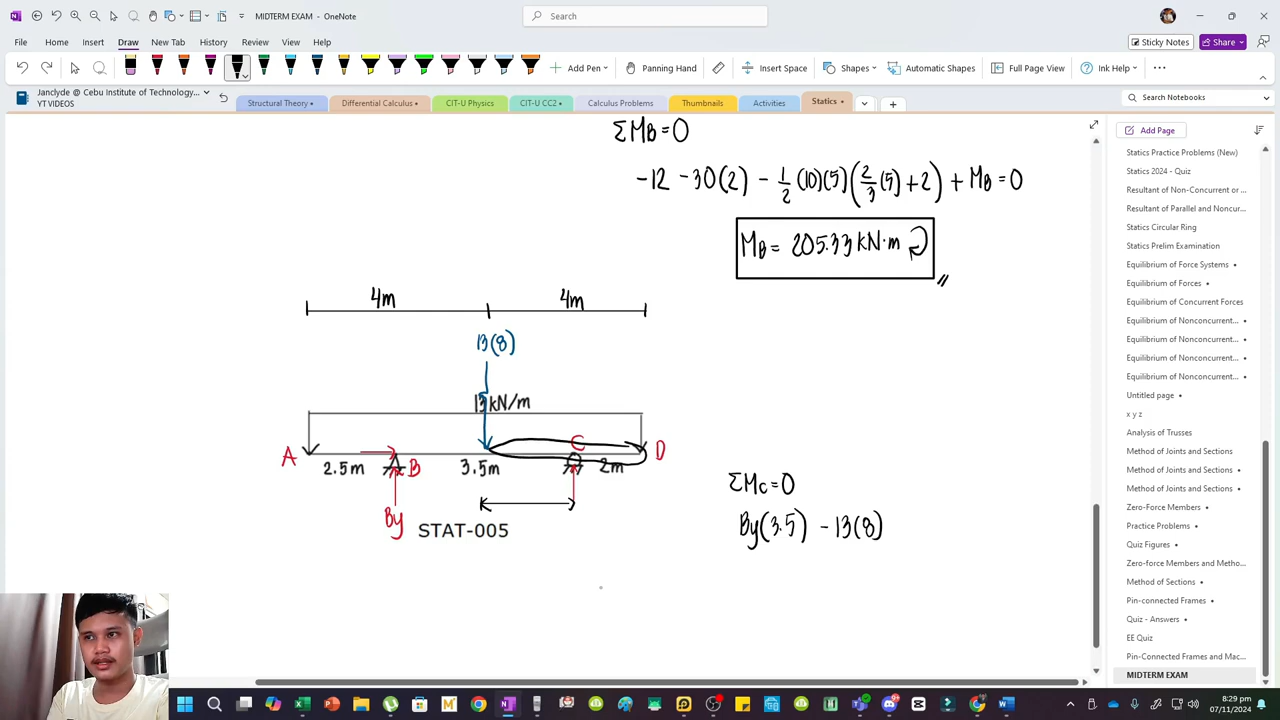 MIDTERM EXAM - OneNote
Search
File Home Insert Draw New Tab History Review View Help
Sticky Notes
Share
Add Pen
Panning Hand
Insert Space
Shapes
Automatic Shapes
Full Page View
Ink Help
Janclyde @ Cebu Institute of Technology...
YT VIDEOS
Structural Theory
Differential Calculus
CIT-U Physics
CIT-U CC2
Calculus Problems
Thumbnails
Activities
Statics
Search Notebooks
Add Page
Statics Practice Problems (New)
Statics 2024 - Quiz
Resultant of Non-Concurrent or ...
Resultant of Parallel and Noncur...
Statics Circular Ring
Statics Prelim Examination
Equilibrium of Force Systems
Equilibrium of Forces
Equilibrium of Concurrent Forces
Equilibrium of Nonconcurrent...
Equilibrium of Nonconcurrent...
Equilibrium of Nonconcurrent...
Untitled page
x y z
Analysis of Trusses
Method of Joints and Sections
Method of Joints and Sections
Method of Joints and Sections
Zero-Force Members
Practice Problems
Quiz Figures
Zero-force Members and Metho...
Method of Sections
Pin-connected Frames
Quiz - Answers
EE Quiz
Pin-Connected Frames and Mac...
MIDTERM EXAM
ΣMB=0
-12 -30(2) - 1/2 (10)(5)(2/3(5)+2) + MB = 0
MB = 205.33 kN·m
4m 4m
13(8)
13kN/m
A B C D
2.5m 3.5m 2m
By
STAT-005
ΣMc=0
By(3.5) -13(8)
8:29 pm
07/11/2024